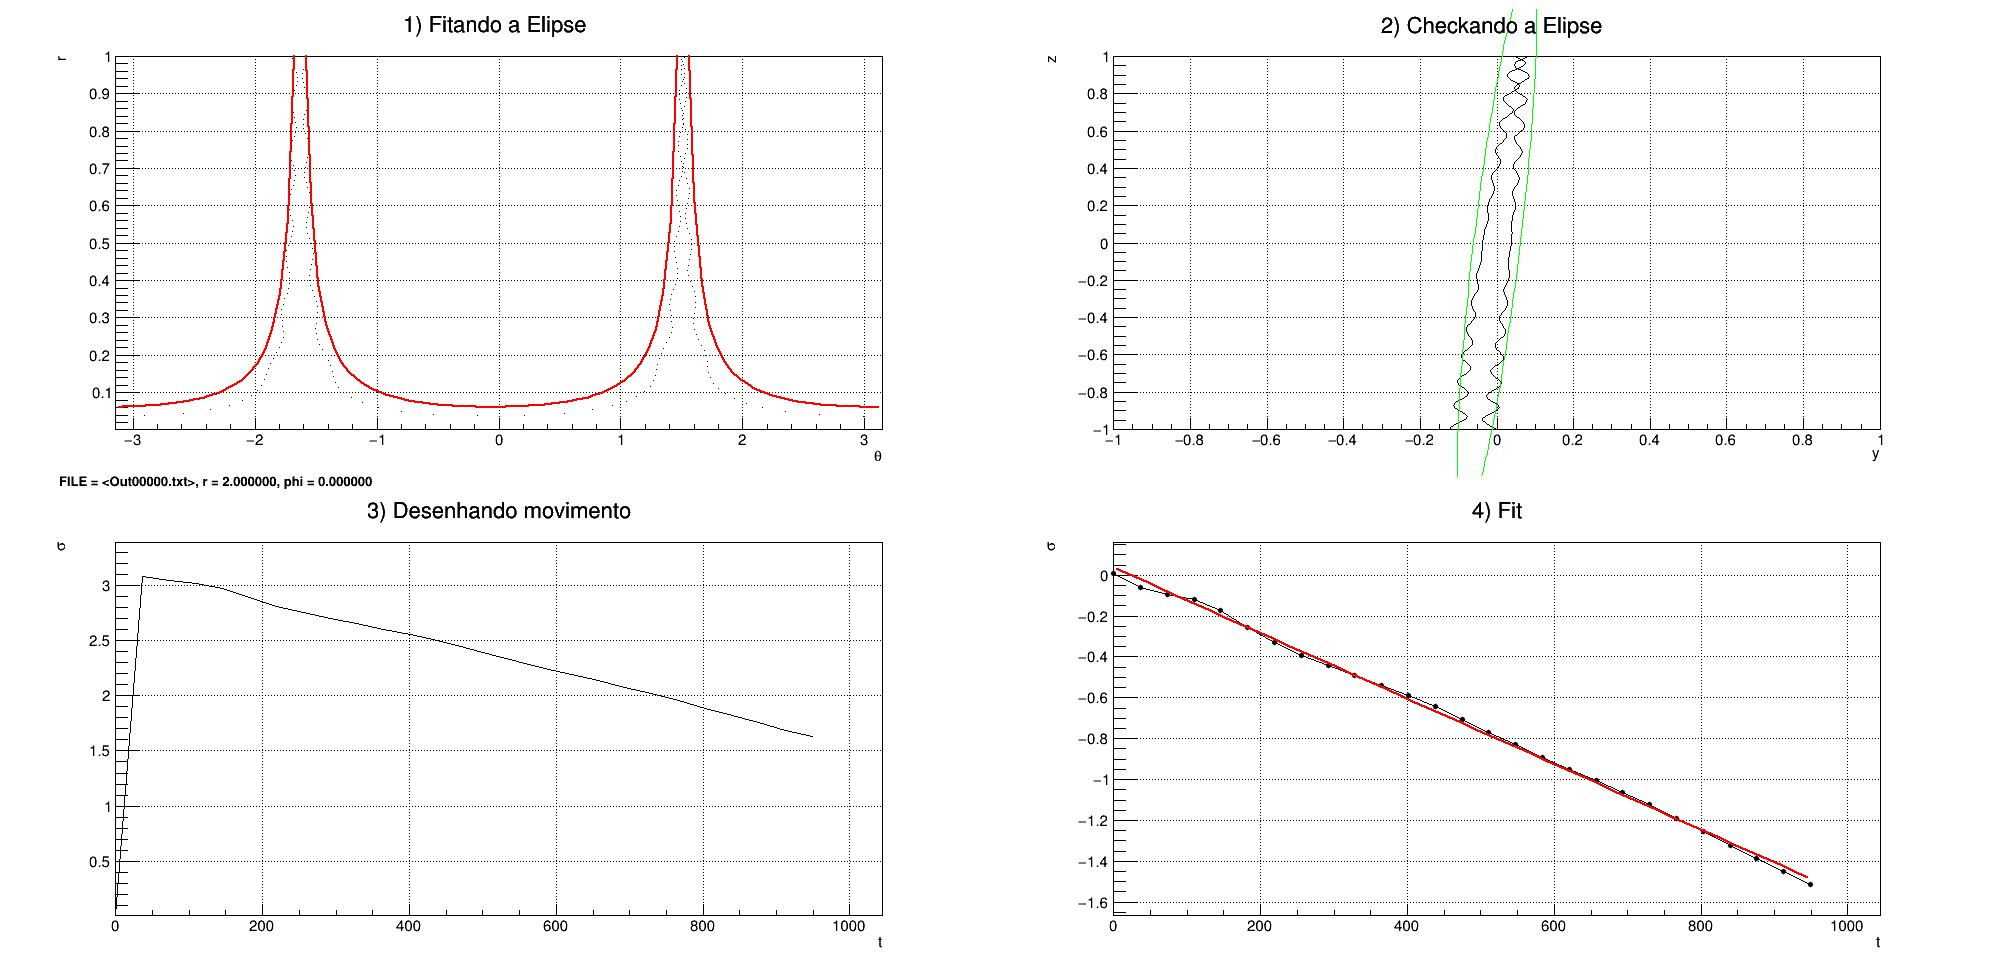 1) Fitando a Elipse
r
1
0.9
0.8
0.7
0.6
0.5
0.4
0.3
0.2
0.1
−3 −2 −1 0 1 2 3
θ
2) Checkando a Elipse
z
1
0.8
0.6
0.4
0.2
0
−0.2
−0.4
−0.6
−0.8
−1
−1 −0.8 −0.6 −0.4 −0.2 0 0.2 0.4 0.6 0.8 1
y
FILE = <Out00000.txt>, r = 2.000000, phi = 0.000000
3) Desenhando movimento
σ
3
2.5
2
1.5
1
0.5
0 200 400 600 800 1000
t
4) Fit
σ
0
−0.2
−0.4
−0.6
−0.8
−1
−1.2
−1.4
−1.6
0 200 400 600 800 1000
t